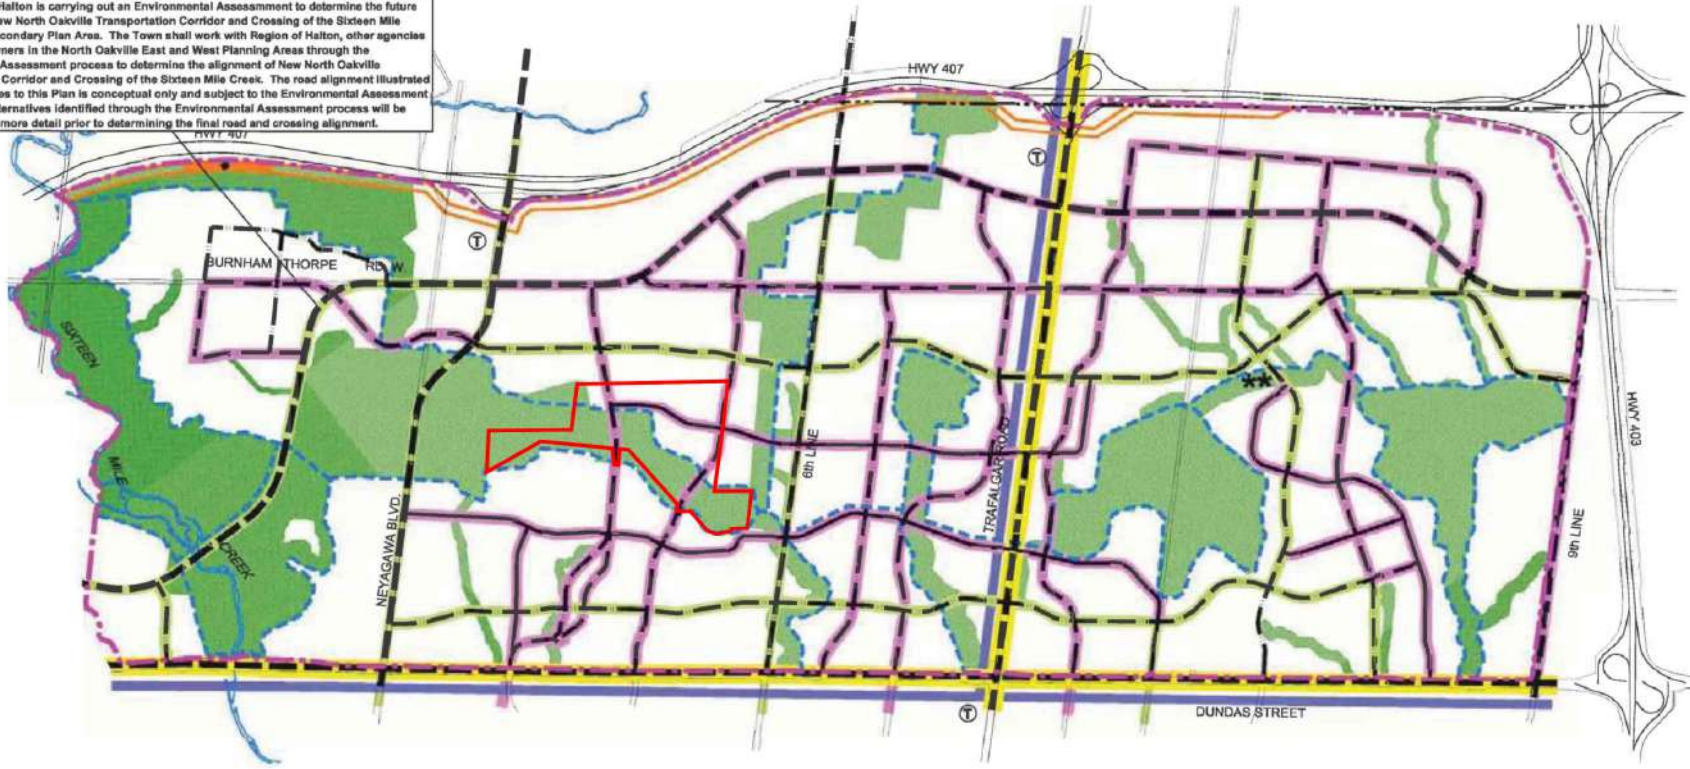 Halton is carrying out an Environmental Assessmment to determine the future
ew North Oakville Transportation Corridor and Crossing of the Sixteen Mile
condary Plan Area. The Town shall work with Region of Halton, other agencies
ners in the North Oakville East and West Planning Areas through the
Assessment process to determine the alignment of New North Oakville
Corridor and Crossing of the Sixteen Mile Creek. The road alignment illustrated
es to this Plan is conceptual only and subject to the Environmental Assessment
ternatives identified through the Environmental Assessment process will be
more detail prior to determining the final road and crossing alignment.
HWY 407
HWY 407
T
T
BURNHAMTHORPE RD. W.
SIXTEEN
MILE
CREEK
NEYAGAWA BLVD.
6th LINE
TRAFALGAR ROAD
**
HWY 403
9th LINE
T
DUNDAS STREET